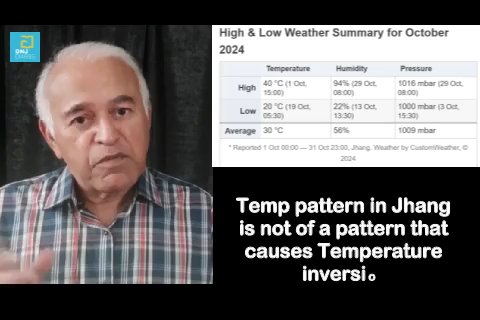 High & Low Weather Summary for October
2024
Temperature Humidity Pressure
High 40 °C (1 Oct, 15:00) 94% (29 Oct, 08:00) 1016 mbar (29 Oct, 08:00)
Low 20 °C (19 Oct, 05:30) 22% (13 Oct, 13:30) 1000 mbar (3 Oct, 15:30)
Average 30 °C 56% 1009 mbar
* Reported 1 Oct 00:00 — 31 Oct 23:00, Jhang. Weather by CustomWeather, ©
2024
Temp pattern in Jhang
is not of a pattern that
causes Temperature
inversi